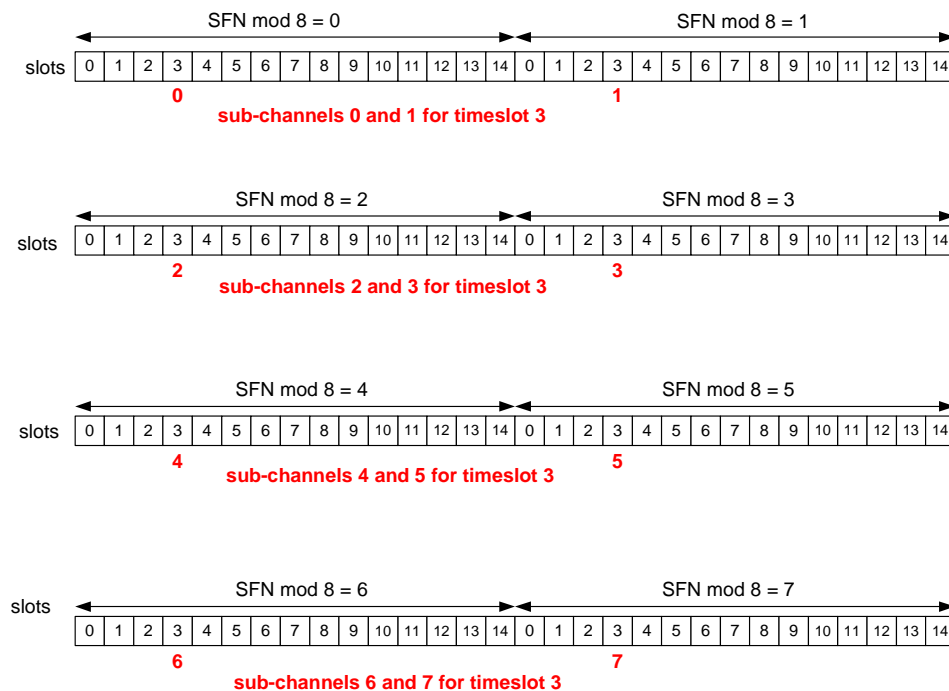 SFN mod 8 = 0 SFN mod 8 = 1
slots 0 1 2 3 4 5 6 7 8 9 10 11 12 13 14 0 1 2 3 4 5 6 7 8 9 10 11 12 13 14
0 1
sub-channels 0 and 1 for timeslot 3
SFN mod 8 = 2 SFN mod 8 = 3
slots 0 1 2 3 4 5 6 7 8 9 10 11 12 13 14 0 1 2 3 4 5 6 7 8 9 10 11 12 13 14
2 3
sub-channels 2 and 3 for timeslot 3
SFN mod 8 = 4 SFN mod 8 = 5
slots 0 1 2 3 4 5 6 7 8 9 10 11 12 13 14 0 1 2 3 4 5 6 7 8 9 10 11 12 13 14
4 5
sub-channels 4 and 5 for timeslot 3
SFN mod 8 = 6 SFN mod 8 = 7
slots
0 1 2 3 4 5 6 7 8 9 10 11 12 13 14 0 1 2 3 4 5 6 7 8 9 10 11 12 13 14
6 7
sub-channels 6 and 7 for timeslot 3